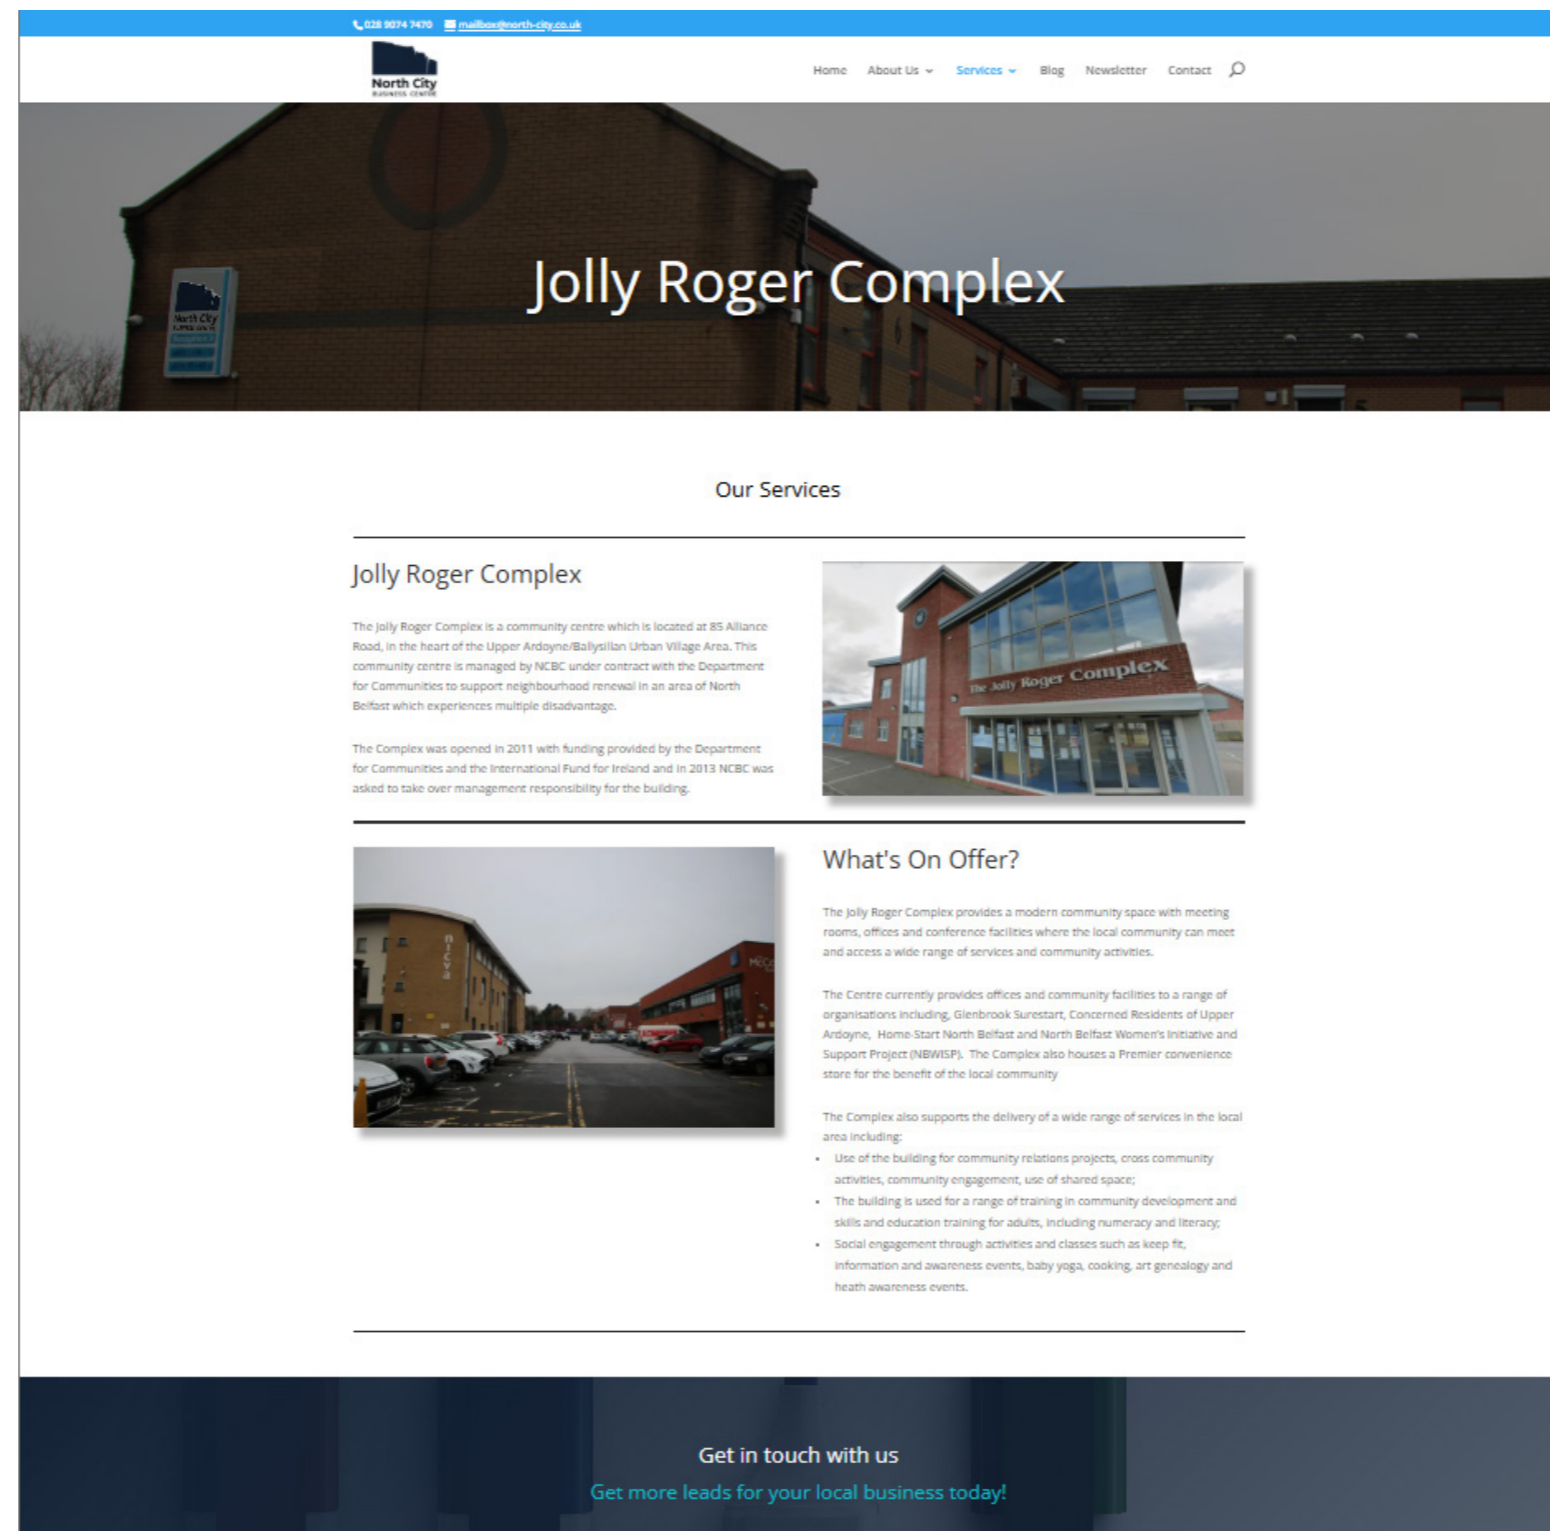 028 9074 7470 mailbox@north-city.co.uk
North City
BUSINESS CENTRE
Home About Us Services Blog Newsletter Contact
North City
Jolly Roger Complex
Our Services
Jolly Roger Complex
The Jolly Roger Complex is a community centre which is located at 85 Alliance
Road, in the heart of the Upper Ardoyne/Ballysillan Urban Village Area. This
community centre is managed by NCBC under contract with the Department
for Communities to support neighbourhood renewal in an area of North
Belfast which experiences multiple disadvantage.
The Complex was opened in 2011 with funding provided by the Department
for Communities and the International Fund for Ireland and in 2013 NCBC was
asked to take over management responsibility for the building.
The Jolly Roger Complex
nicva
What's On Offer?
The Jolly Roger Complex provides a modern community space with meeting
rooms, offices and conference facilities where the local community can meet
and access a wide range of services and community activities.
The Centre currently provides offices and community facilities to a range of
organisations including, Glenbrook Surestart, Concerned Residents of Upper
Ardoyne, Home-Start North Belfast and North Belfast Women's Initiative and
Support Project (NBWISP). The Complex also houses a Premier convenience
store for the benefit of the local community
The Complex also supports the delivery of a wide range of services in the local
area including:
• Use of the building for community relations projects, cross community
activities, community engagement, use of shared space;
• The building is used for a range of training in community development and
skills and education training for adults, including numeracy and literacy;
• Social engagement through activities and classes such as keep fit,
information and awareness events, baby yoga, cooking, art genealogy and
heath awareness events.
Get in touch with us
Get more leads for your local business today!